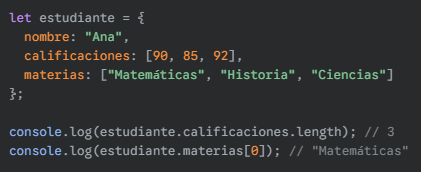 let estudiante = {
  nombre: "Ana",
  calificaciones: [90, 85, 92],
  materias: ["Matemáticas", "Historia", "Ciencias"]
};

console.log(estudiante.calificaciones.length); // 3
console.log(estudiante.materias[0]); // "Matemáticas"